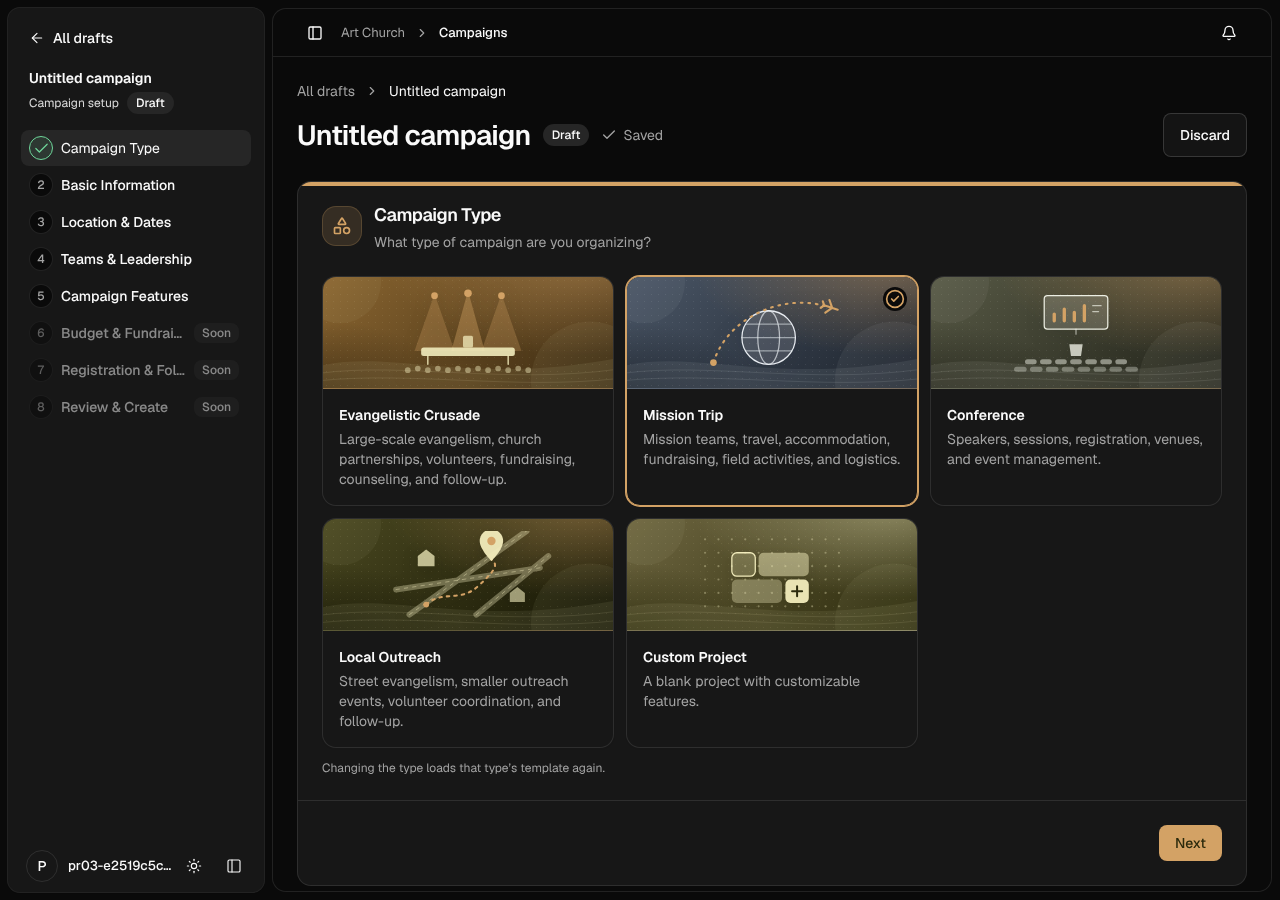 All drafts
Untitled campaign
Campaign setup Draft
Campaign Type
2 Basic Information
3 Location & Dates
4 Teams & Leadership
5 Campaign Features
6 Budget & Fundrai... Soon
7 Registration & Fol... Soon
8 Review & Create Soon
P pr03-e2519c5c...
Art Church > Campaigns
All drafts > Untitled campaign
Untitled campaign Draft Saved
Discard
Campaign Type
What type of campaign are you organizing?
Evangelistic Crusade
Large-scale evangelism, church
partnerships, volunteers, fundraising,
counseling, and follow-up.
Mission Trip
Mission teams, travel, accommodation,
fundraising, field activities, and logistics.
Conference
Speakers, sessions, registration, venues,
and event management.
Local Outreach
Street evangelism, smaller outreach
events, volunteer coordination, and
follow-up.
Custom Project
A blank project with customizable
features.
Changing the type loads that type's template again.
Next